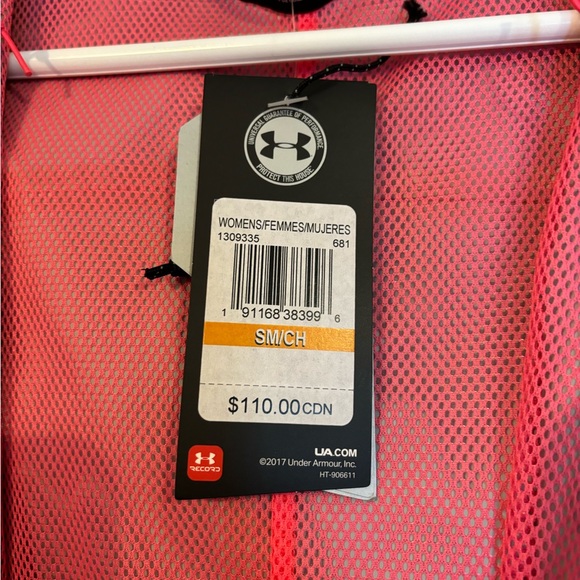 UNIVERSAL GUARANTEE OF PERFORMANCE
PROTECT THIS HOUSE
WOMENS/FEMMES/MUJERES
1309335 681
1 91168 38399 6
SM/CH
$110.00CDN
RECORD
UA.COM
©2017 Under Armour, Inc.
HT-906611